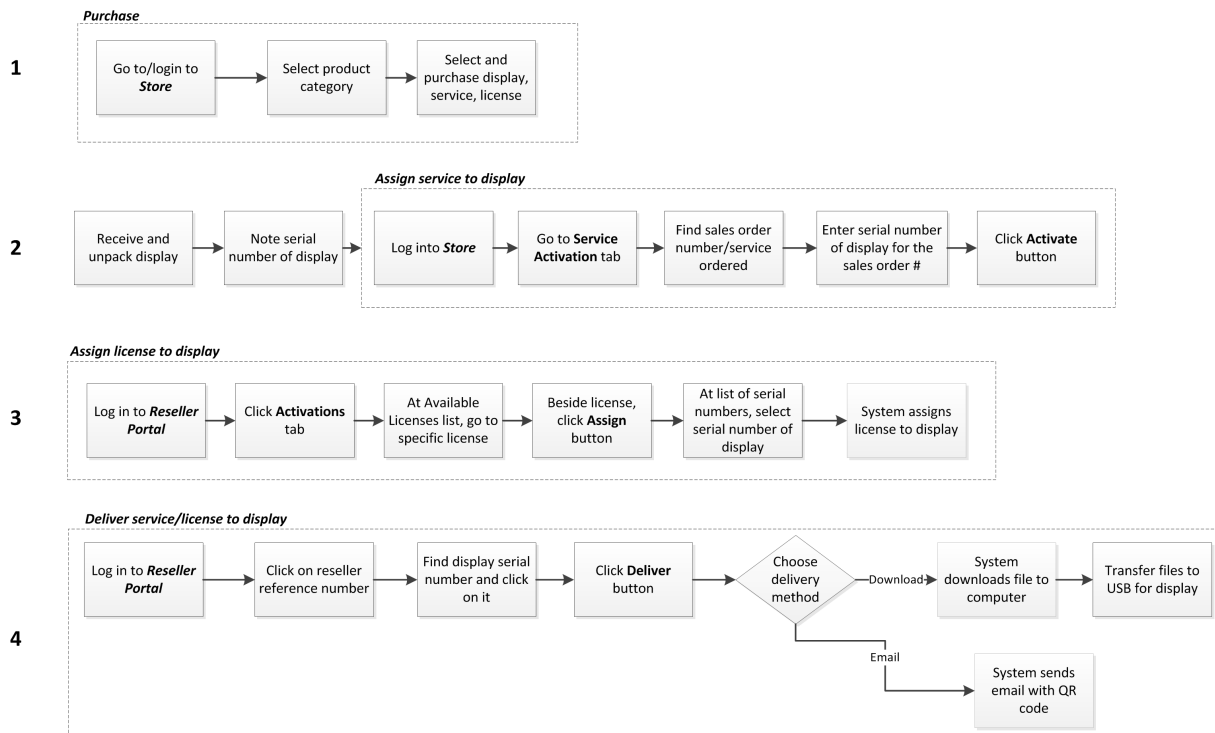 Purchase
1
Go to/login to
Store
Select product
category
Select and
purchase display,
service, license
Assign service to display
2
Receive and
unpack display
Note serial
number of display
Log into Store
Go to Service
Activation tab
Find sales order
number/service
ordered
Enter serial number
of display for the
sales order #
Click Activate
button
Assign license to display
3
Log in to Reseller
Portal
Click Activations
tab
At Available
Licenses list, go to
specific license
Beside license,
click Assign
button
At list of serial
numbers, select
serial number of
display
System assigns
license to display
Deliver service/license to display
4
Log in to Reseller
Portal
Click on reseller
reference number
Find display serial
number and click
on it
Click Deliver
button
Choose
delivery
method
Download
System
downloads file to
computer
Transfer files to
USB for display
Email
System sends
email with QR
code